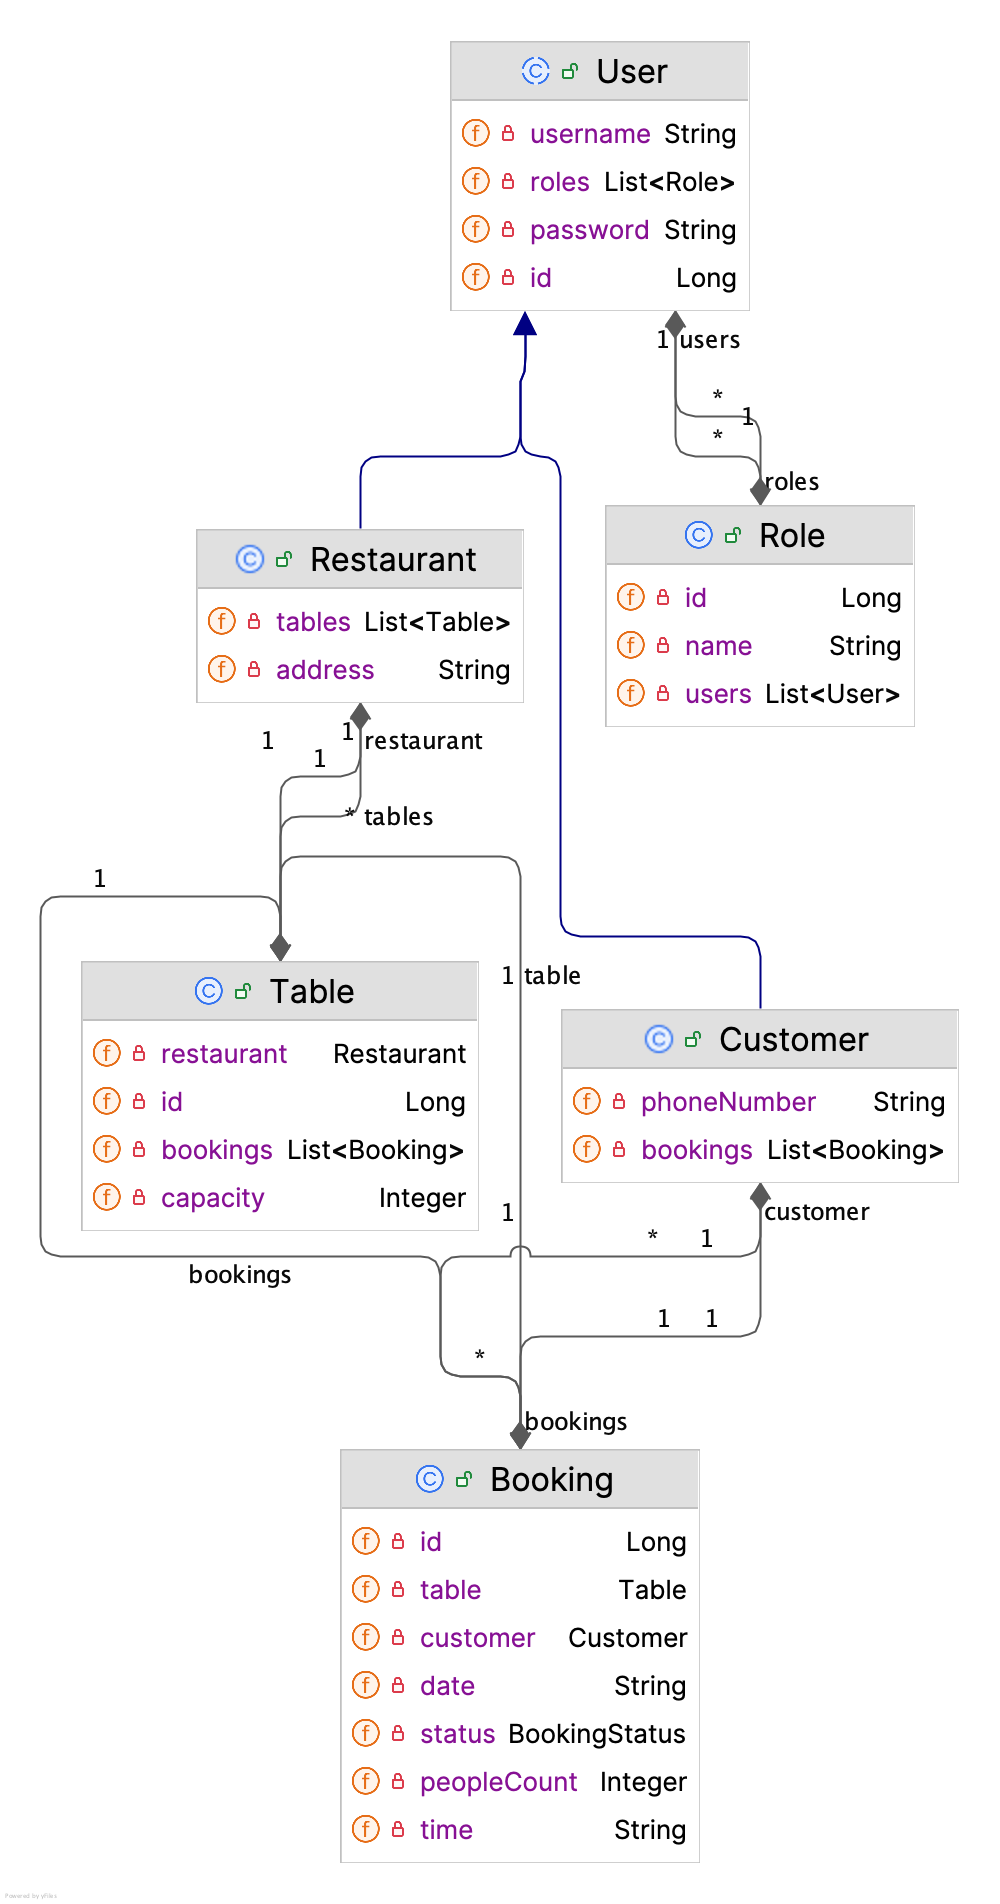 User
username String
roles List<Role>
password String
id Long
1 users
*
1
*
roles
Restaurant
tables List<Table>
address String
Role
id Long
name String
users List<User>
1
1
1 restaurant
* tables
1
Table
restaurant Restaurant
id Long
bookings List<Booking>
capacity Integer
1 table
Customer
phoneNumber String
bookings List<Booking>
1
customer
* 1
bookings
1 1
*
bookings
Booking
id Long
table Table
customer Customer
date String
status BookingStatus
peopleCount Integer
time String
Powered by yFiles